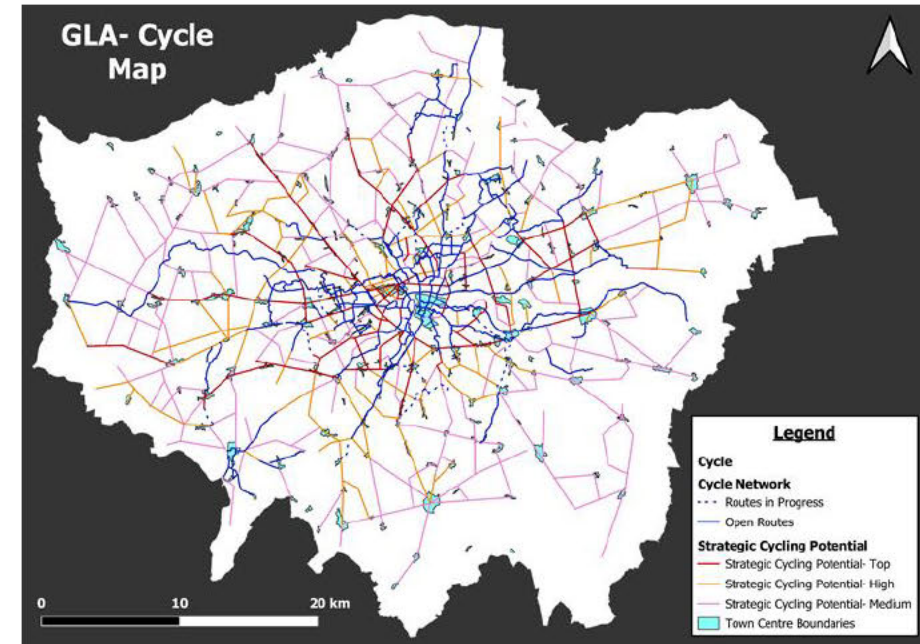 GLA- Cycle
Map
Legend
Cycle
Cycle Network
Routes in Progress
Open Routes
Strategic Cycling Potential
Strategic Cycling Potential- Top
Strategic Cycling Potential- High
Strategic Cycling Potential- Medium
Town Centre Boundaries
0 10 20 km